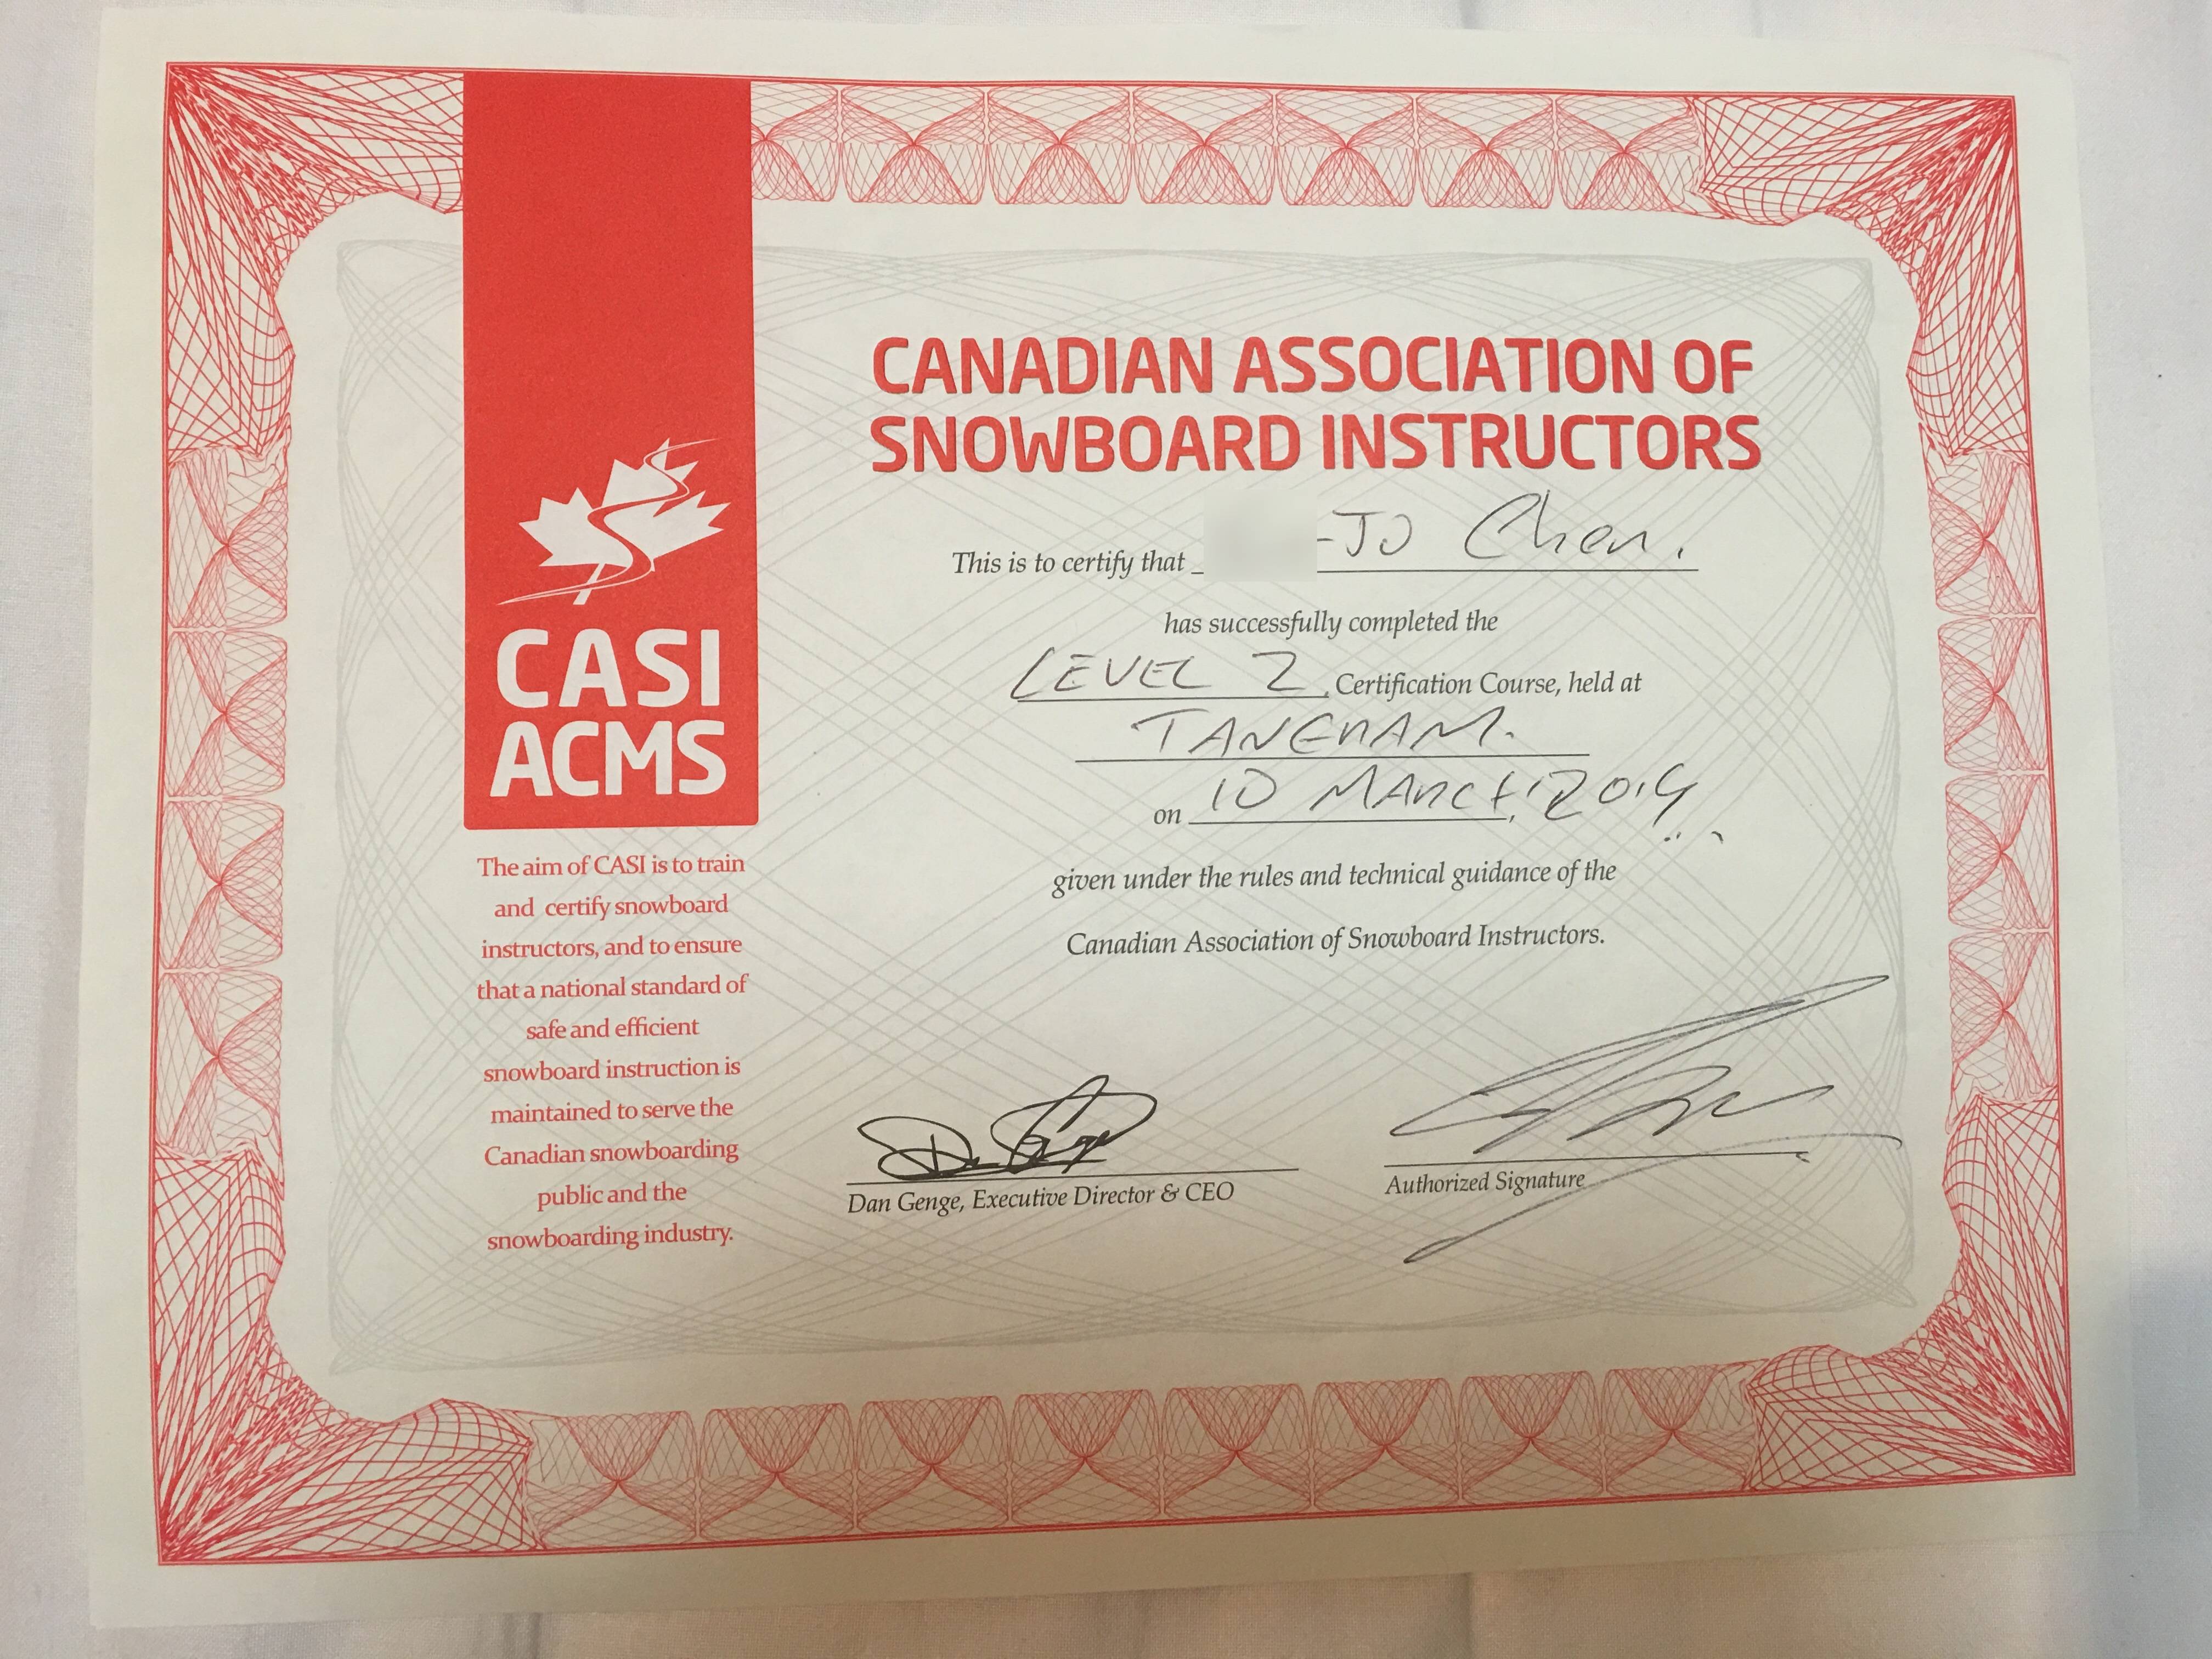 CANADIAN ASSOCIATION OF
SNOWBOARD INSTRUCTORS
This is to certify that -JO Chen.
has successfully completed the
LEVEL 2, Certification Course, held at
TANGRAM.
on 10 MARCH, 2019
given under the rules and technical guidance of the
Canadian Association of Snowboard Instructors.
Dan Genge, Executive Director & CEO
Authorized Signature
CASI
ACMS
The aim of CASI is to train
and certify snowboard
instructors, and to ensure
that a national standard of
safe and efficient
snowboard instruction is
maintained to serve the
Canadian snowboarding
public and the
snowboarding industry.